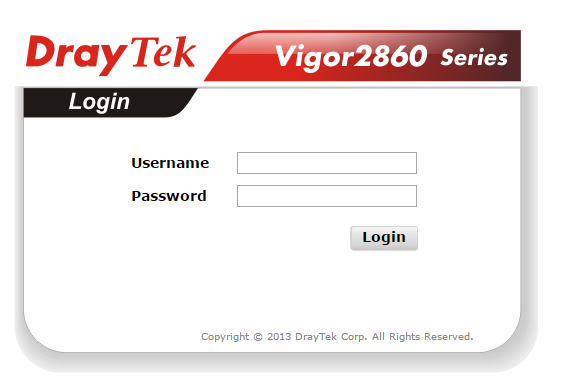 DrayTek Vigor2860 Series
Login
Username
Password
Login
Copyright © 2013 DrayTek Corp. All Rights Reserved.